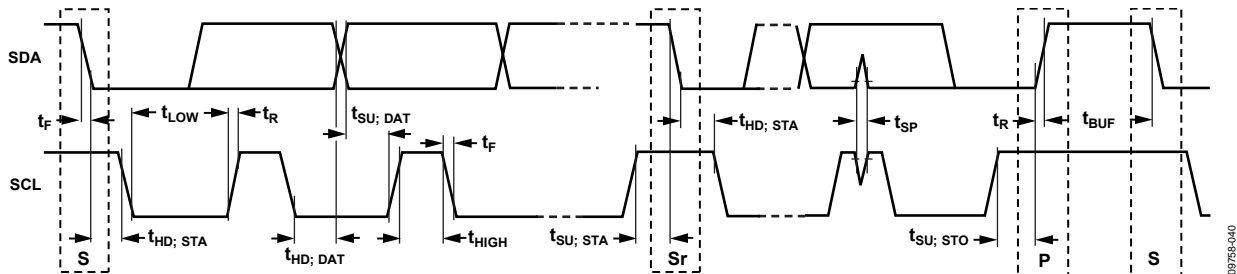 SDA
tF
tLOW
tR
tSU; DAT
tF
tHD; STA
tSP
tR
tBUF
SCL
S
tHD; STA
tHD; DAT
tHIGH
tSU; STA
Sr
tSU; STO
P
S
09758-040